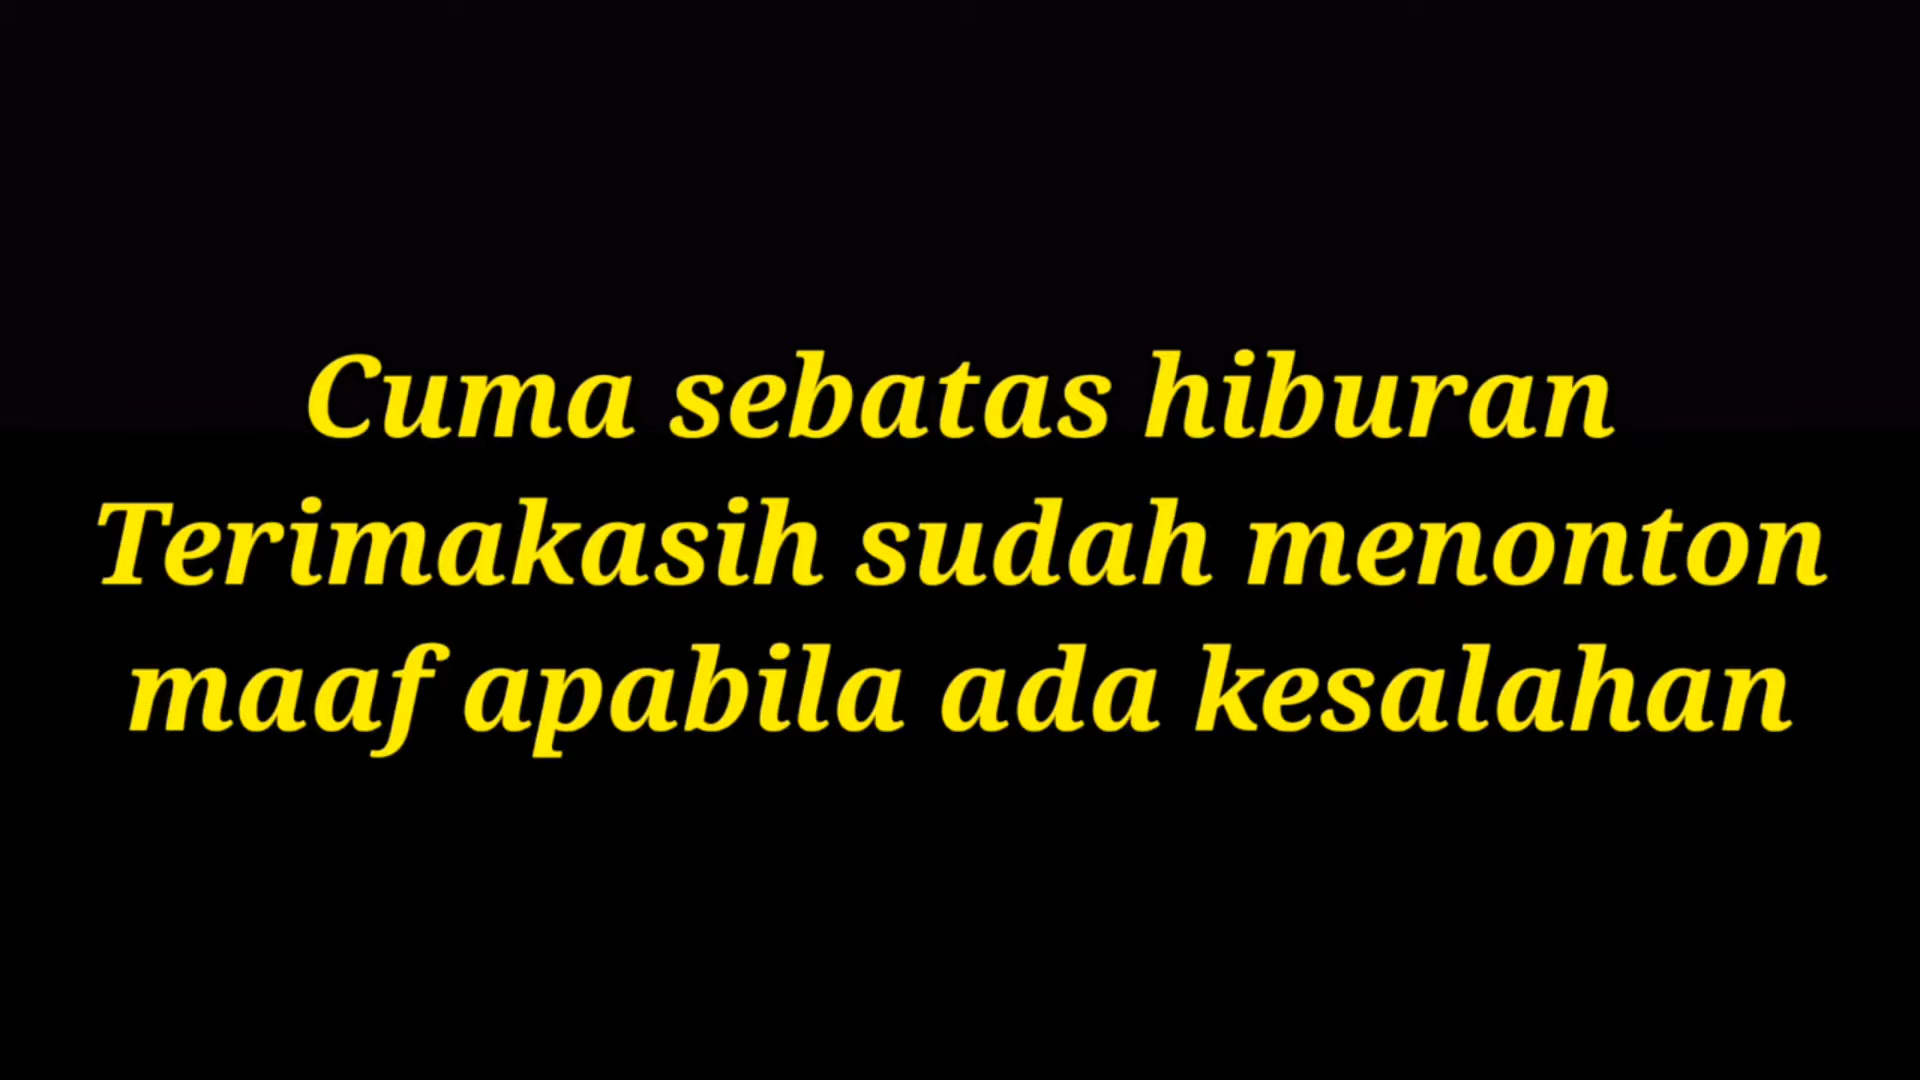 Cuma sebatas hiburan
Terimakasih sudah menonton
maaf apabila ada kesalahan